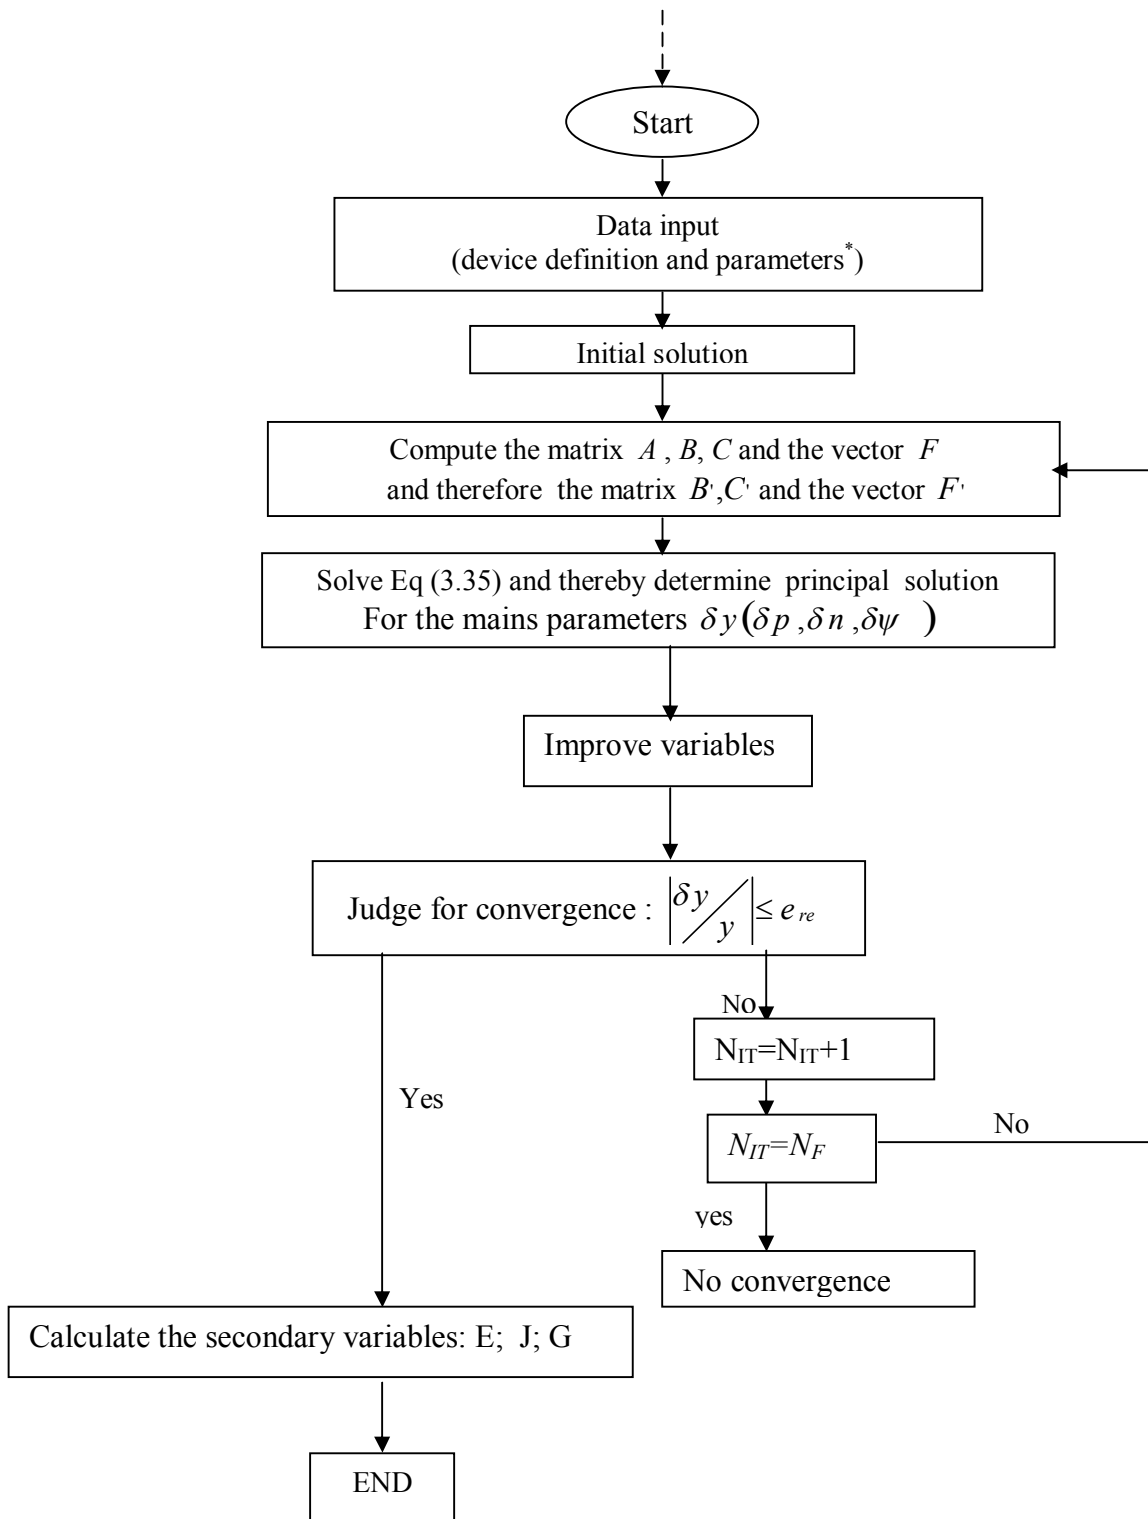 Start
Data input
(device definition and parameters*)
Initial solution
Compute the matrix A , B, C and the vector F
and therefore the matrix B',C' and the vector F'
Solve Eq (3.35) and thereby determine principal solution
For the mains parameters δy(δp ,δn ,δψ )
Improve variables
Judge for convergence : |δy/y| ≤ e re
No
N_IT=N_IT+1
Yes
No
N_IT=N_F
yes
No convergence
Calculate the secondary variables: E; J; G
END